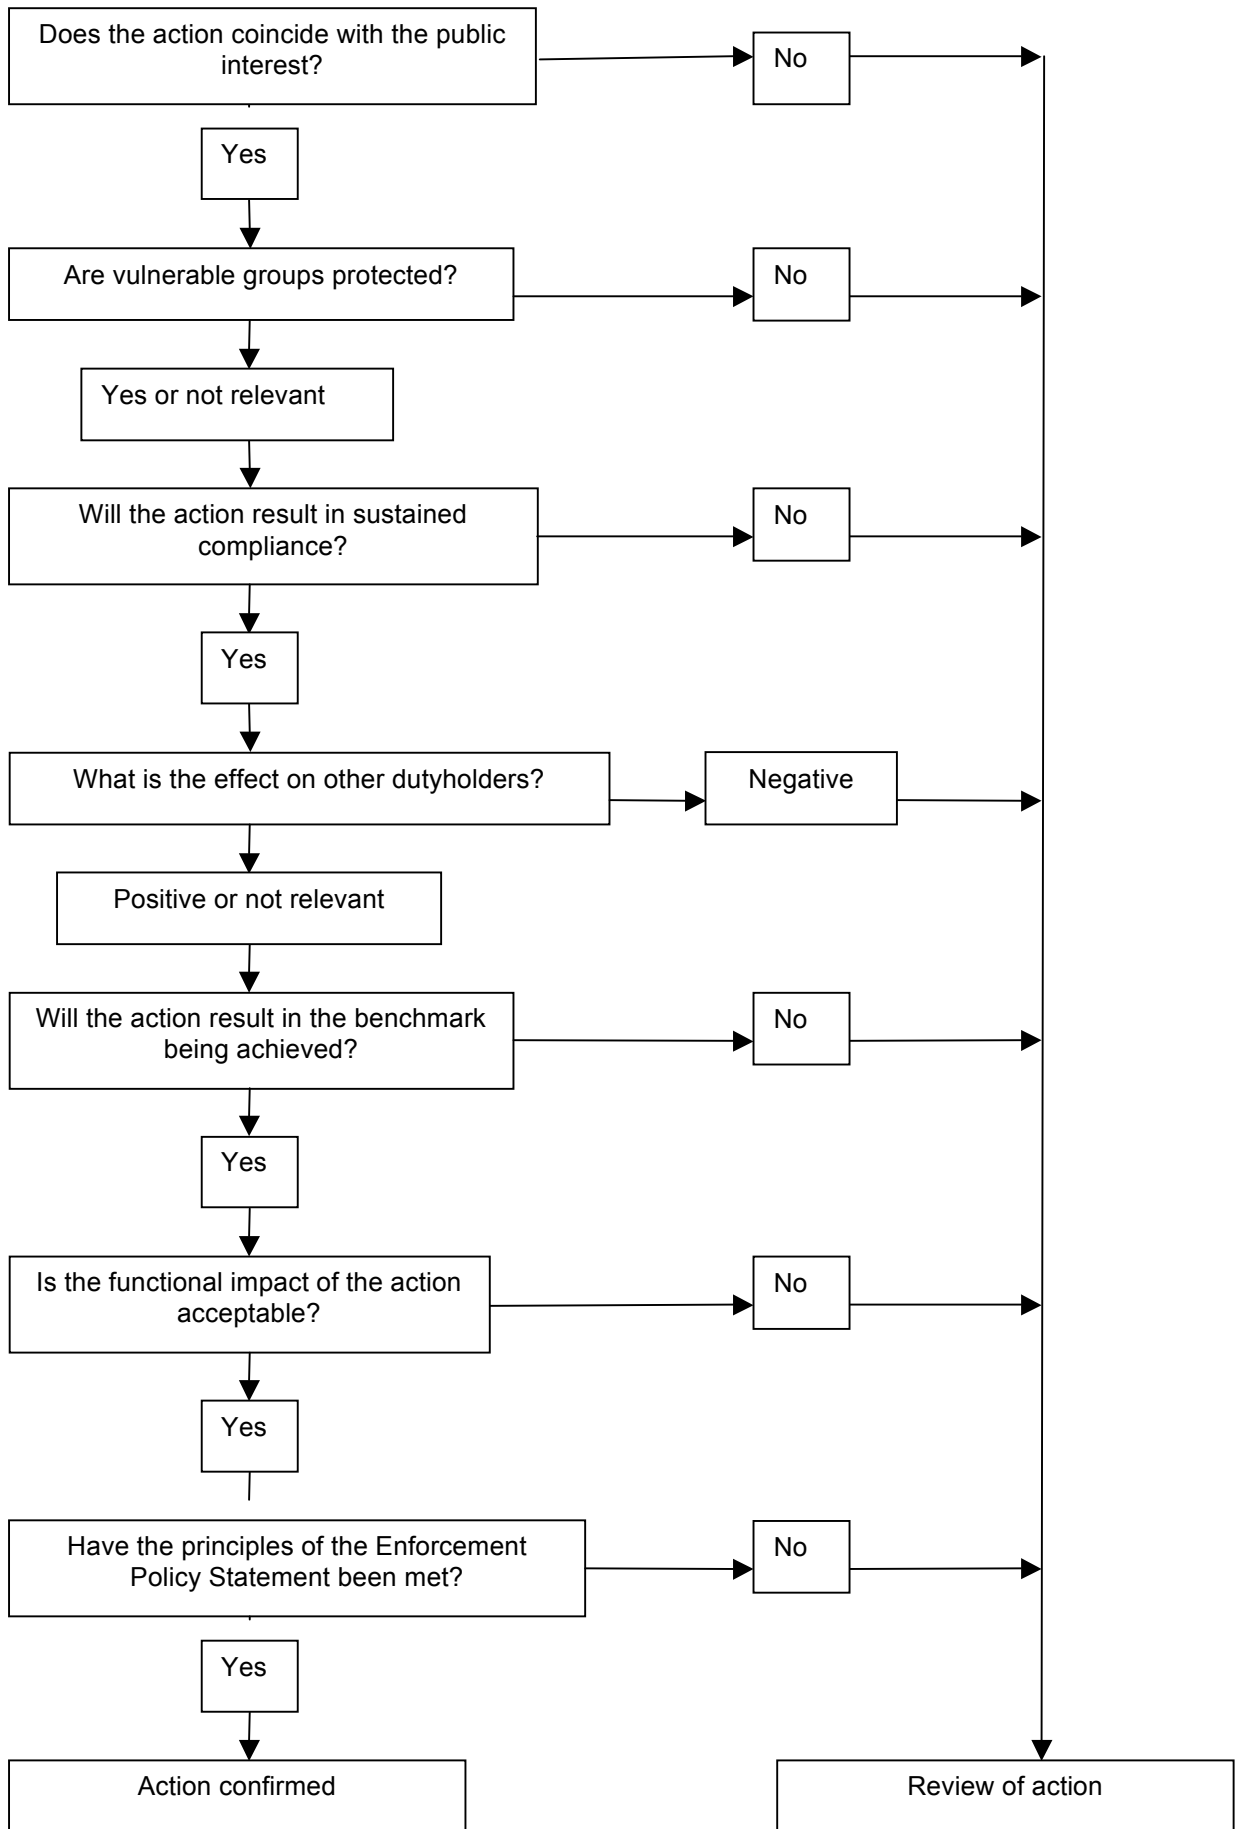 Does the action coincide with the public
interest?
No
Yes
Are vulnerable groups protected?
No
Yes or not relevant
Will the action result in sustained
compliance?
No
Yes
What is the effect on other dutyholders?
Negative
Positive or not relevant
Will the action result in the benchmark
being achieved?
No
Yes
Is the functional impact of the action
acceptable?
No
Yes
Have the principles of the Enforcement
Policy Statement been met?
No
Yes
Action confirmed
Review of action